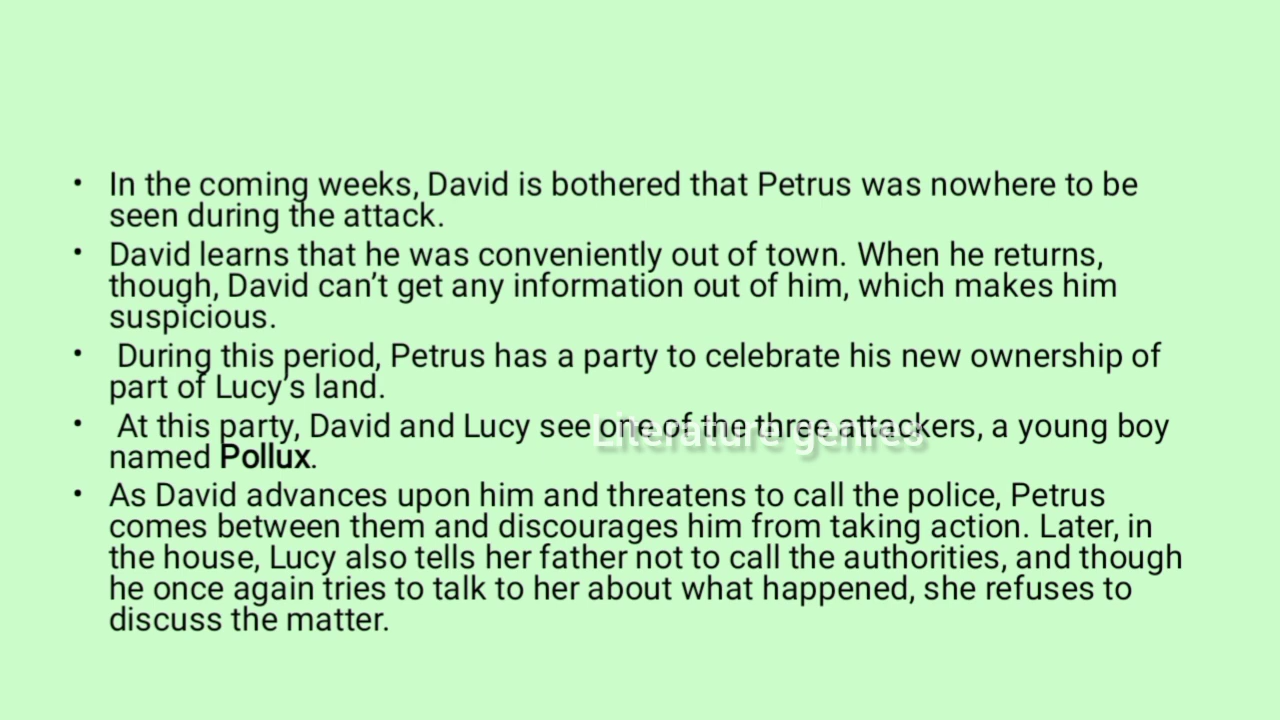 • In the coming weeks, David is bothered that Petrus was nowhere to be
seen during the attack.
• David learns that he was conveniently out of town. When he returns,
though, David can’t get any information out of him, which makes him
suspicious.
• During this period, Petrus has a party to celebrate his new ownership of
part of Lucy’s land.
• At this party, David and Lucy see one of the three attackers, a young boy
named Pollux.
Literature genres
• As David advances upon him and threatens to call the police, Petrus
comes between them and discourages him from taking action. Later, in
the house, Lucy also tells her father not to call the authorities, and though
he once again tries to talk to her about what happened, she refuses to
discuss the matter.